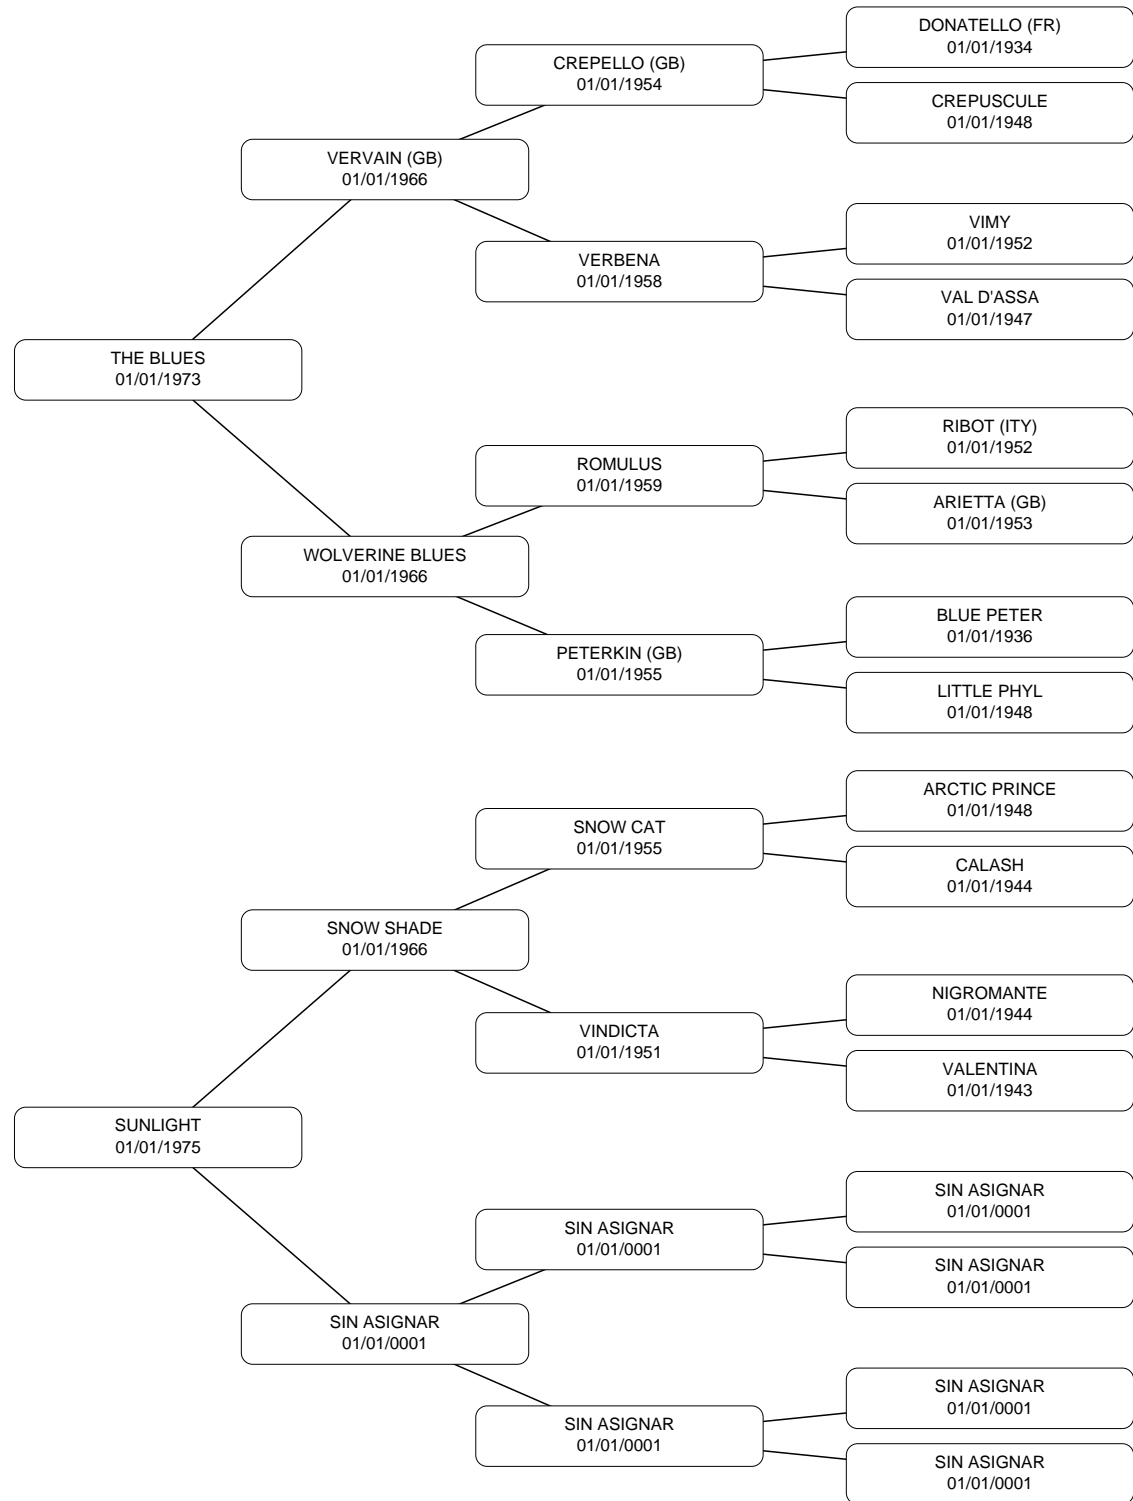 DONATELLO (FR)
01/01/1934
CREPELLO (GB)
01/01/1954
CREPUSCULE
01/01/1948
VERVAIN (GB)
01/01/1966
VIMY
01/01/1952
VERBENA
01/01/1958
VAL D'ASSA
01/01/1947
THE BLUES
01/01/1973
RIBOT (ITY)
01/01/1952
ROMULUS
01/01/1959
ARIETTA (GB)
01/01/1953
WOLVERINE BLUES
01/01/1966
BLUE PETER
01/01/1936
PETERKIN (GB)
01/01/1955
LITTLE PHYL
01/01/1948
ARCTIC PRINCE
01/01/1948
SNOW CAT
01/01/1955
CALASH
01/01/1944
SNOW SHADE
01/01/1966
NIGROMANTE
01/01/1944
VINDICTA
01/01/1951
VALENTINA
01/01/1943
SUNLIGHT
01/01/1975
SIN ASIGNAR
01/01/0001
SIN ASIGNAR
01/01/0001
SIN ASIGNAR
01/01/0001
SIN ASIGNAR
01/01/0001
SIN ASIGNAR
01/01/0001
SIN ASIGNAR
01/01/0001
SIN ASIGNAR
01/01/0001